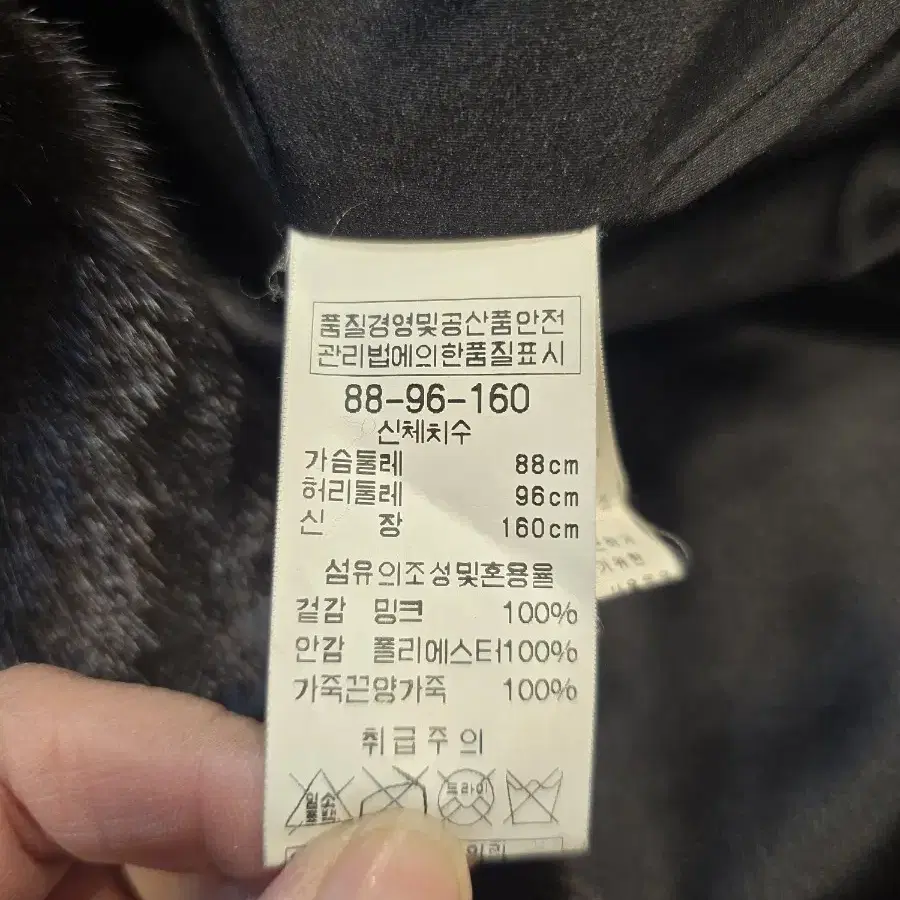 품질경영및공산품안전
관리법에의한품질표시
88-96-160
신체치수
가슴둘레 88cm
허리둘레 96cm
신 장 160cm
섬유의조성및혼용율
겉감 밍크 100%
안감 폴리에스터100%
가죽끈양가죽 100%
취급주의
드라이